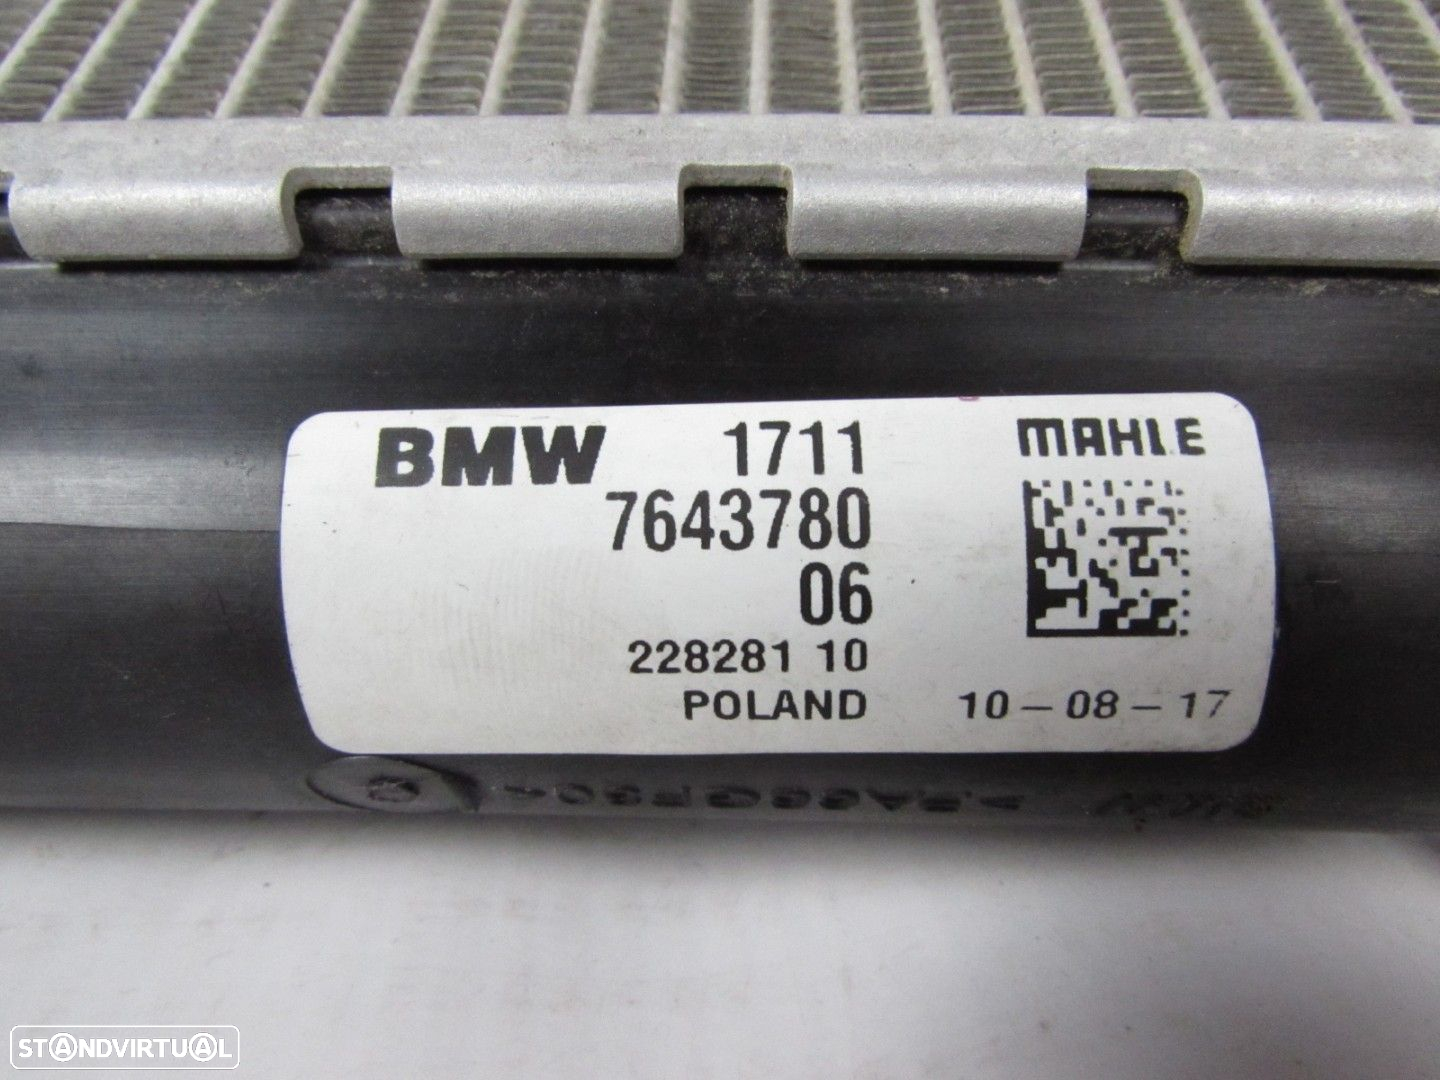 BMW 1711 MAHLE
7643780
06
228281 10
POLAND 10-08-17
STANDVIRTUAL